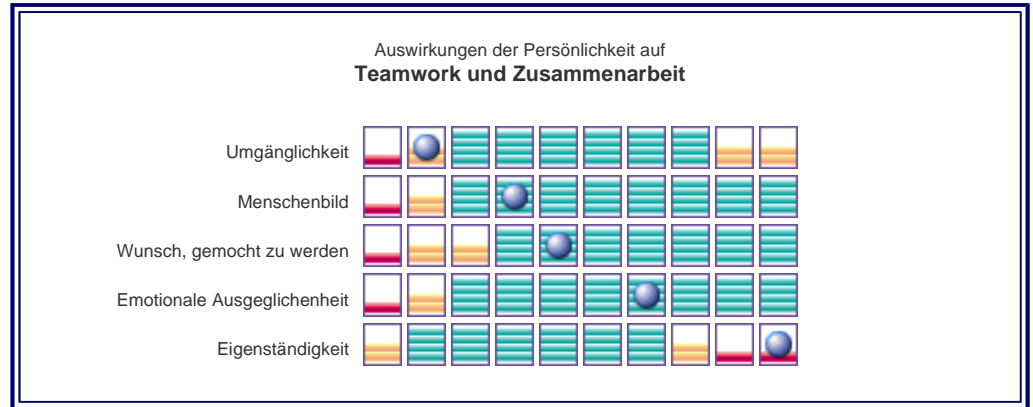 Auswirkungen der Persönlichkeit auf
Teamwork und Zusammenarbeit
Umgänglichkeit
Menschenbild
Wunsch, gemocht zu werden
Emotionale Ausgeglichenheit
Eigenständigkeit